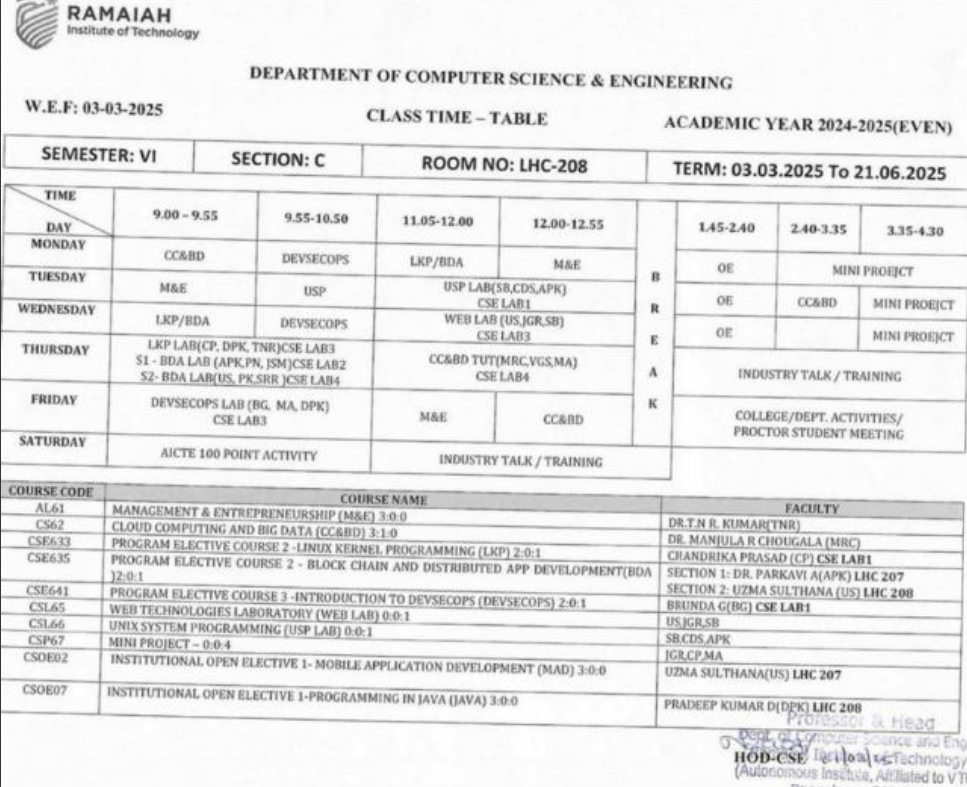 RAMAIAH
Institute of Technology
DEPARTMENT OF COMPUTER SCIENCE & ENGINEERING
W.E.F: 03-03-2025
CLASS TIME – TABLE
ACADEMIC YEAR 2024-2025(EVEN)
SEMESTER: VI SECTION: C ROOM NO: LHC-208 TERM: 03.03.2025 To 21.06.2025
TIME
DAY
9.00 – 9.55 9.55-10.50 11.05-12.00 12.00-12.55 1.45-2.40 2.40-3.35 3.35-4.30
BREAK
MONDAY CC&BD DEVSECOPS LKP/BDA M&E OE MINI PROEJCT
TUESDAY M&E USP USP LAB(SB,CDS,APK)
CSE LAB1 OE CC&BD MINI PROEJCT
WEDNESDAY LKP/BDA DEVSECOPS WEB LAB (US,JGR,SB)
CSE LAB3 OE MINI PROEJCT
THURSDAY LKP LAB(CP, DPK, TNR)CSE LAB3
S1 - BDA LAB (APK,PN, JSM)CSE LAB2
S2- BDA LAB(US, PK,SRR )CSE LAB4
CC&BD TUT(MRC,VGS,MA)
CSE LAB4
INDUSTRY TALK / TRAINING
FRIDAY DEVSECOPS LAB (BG, MA, DPK)
CSE LAB3
M&E CC&BD
COLLEGE/DEPT. ACTIVITIES/
PROCTOR STUDENT MEETING
SATURDAY AICTE 100 POINT ACTIVITY INDUSTRY TALK / TRAINING
COURSE CODE COURSE NAME FACULTY
AL61 MANAGEMENT & ENTREPRENEURSHIP (M&E) 3:0:0 DR.T.N R. KUMAR(TNR)
CS62 CLOUD COMPUTING AND BIG DATA (CC&BD) 3:1:0 DR. MANJULA R CHOUGALA (MRC)
CSE633 PROGRAM ELECTIVE COURSE 2 -LINUX KERNEL PROGRAMMING (LKP) 2:0:1 CHANDRIKA PRASAD (CP) CSE LAB1
CSE635 PROGRAM ELECTIVE COURSE 2 - BLOCK CHAIN AND DISTRIBUTED APP DEVELOPMENT(BDA
)2:0:1
SECTION 1: DR. PARKAVI A(APK) LHC 207
SECTION 2: UZMA SULTHANA (US) LHC 208
CSE641 PROGRAM ELECTIVE COURSE 3 -INTRODUCTION TO DEVSECOPS (DEVSECOPS) 2:0:1 BRUNDA G(BG) CSE LAB1
CSL65 WEB TECHNOLOGIES LABORATORY (WEB LAB) 0:0:1 US,JGR,SB
CSL66 UNIX SYSTEM PROGRAMMING (USP LAB) 0:0:1 SB,CDS,APK
CSP67 MINI PROJECT – 0:0:4 JGR,CP,MA
CSOE02 INSTITUTIONAL OPEN ELECTIVE 1- MOBILE APPLICATION DEVELOPMENT (MAD) 3:0:0 UZMA SULTHANA(US) LHC 207
CSOE07 INSTITUTIONAL OPEN ELECTIVE 1-PROGRAMMING IN JAVA (JAVA) 3:0:0 PRADEEP KUMAR D(DPK) LHC 208
Professor & Head
Dept. of Computer Science and Eng
HOD-CSE
Technology
(Autonomous Institute, Affiliated to VT